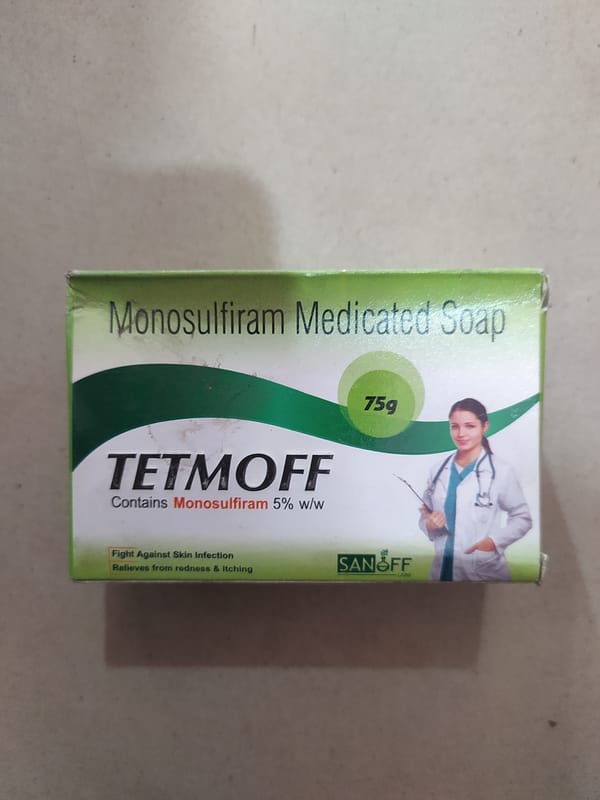 Monosulfiram Medicated Soap
75g
TETMOFF
Contains Monosulfiram 5% w/w
Fight Against Skin Infection
Relieves from redness & Itching
SANOFF